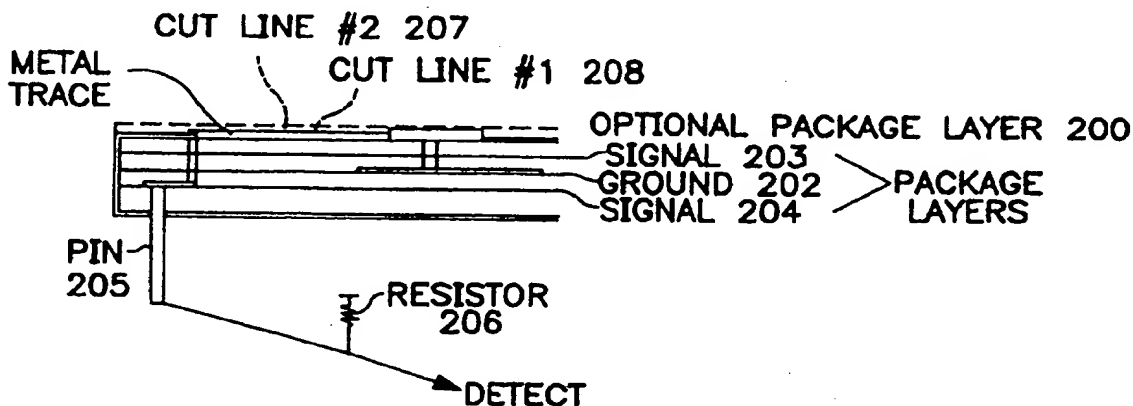 CUT LINE #2 207
METAL
TRACE
CUT LINE #1 208
OPTIONAL PACKAGE LAYER 200
SIGNAL 203
GROUND 202
SIGNAL 204
PACKAGE
LAYERS
PIN
205
RESISTOR
206
DETECT